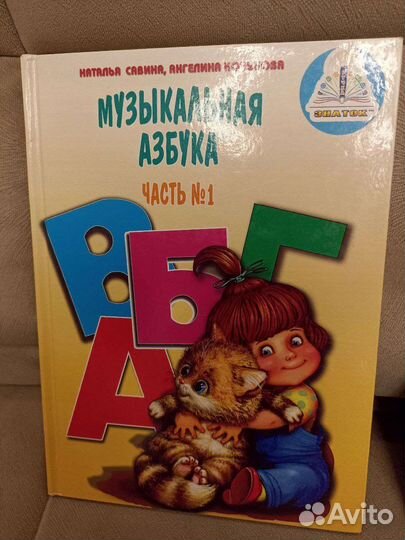 НАТАЛЬЯ САВИНА, АНГЕЛИНА
МУЗЫКАЛЬНАЯ
АЗБУКА
ЧАСТЬ №1
ЗНАТОК
В Б Г
А
Avito